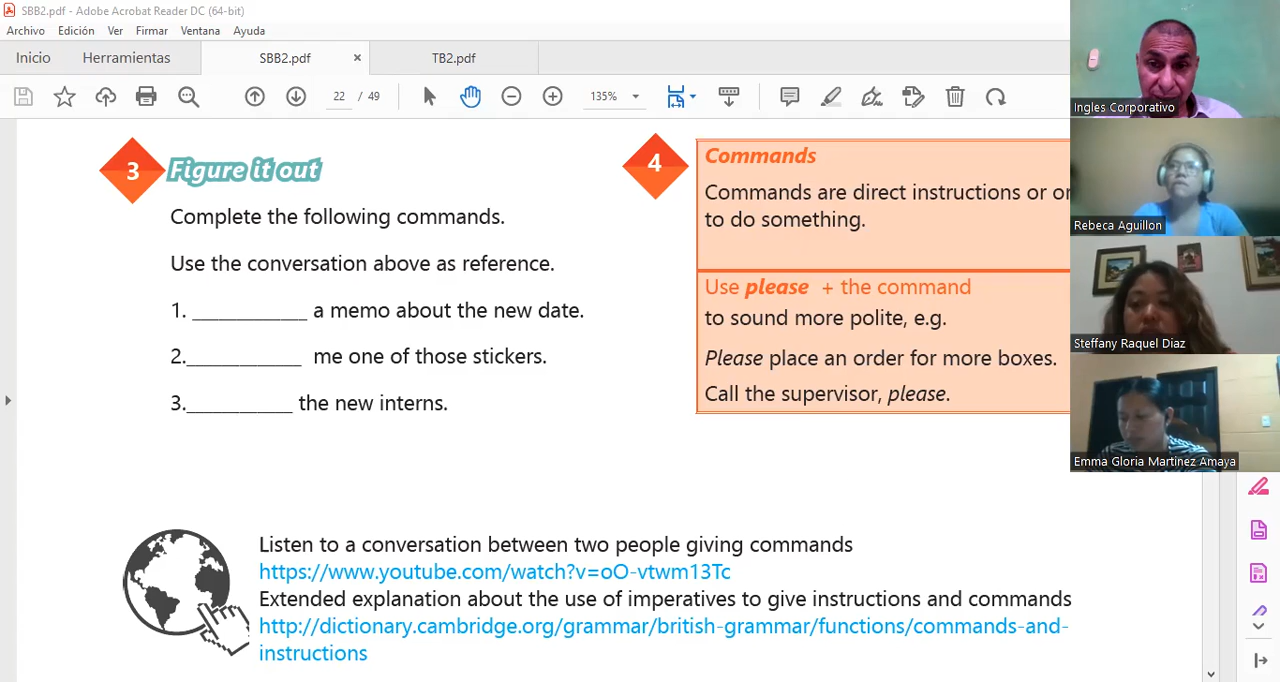 SBB2.pdf - Adobe Acrobat Reader DC (64-bit)
Archivo Edición Ver Firmar Ventana Ayuda
Inicio Herramientas SBB2.pdf × TB2.pdf
22 / 49 135%
3 Figure it out
Complete the following commands.
Use the conversation above as reference.
1. ____________ a memo about the new date.
2.____________ me one of those stickers.
3.___________ the new interns.
4 Commands
Commands are direct instructions or or
to do something.
Use please + the command
to sound more polite, e.g.
Please place an order for more boxes.
Call the supervisor, please.
Listen to a conversation between two people giving commands
https://www.youtube.com/watch?v=oO-vtwm13Tc
Extended explanation about the use of imperatives to give instructions and commands
http://dictionary.cambridge.org/grammar/british-grammar/functions/commands-and-
instructions
Ingles Corporativo
Rebeca Aguillon
Steffany Raquel Diaz
Emma Gloria Martinez Amaya